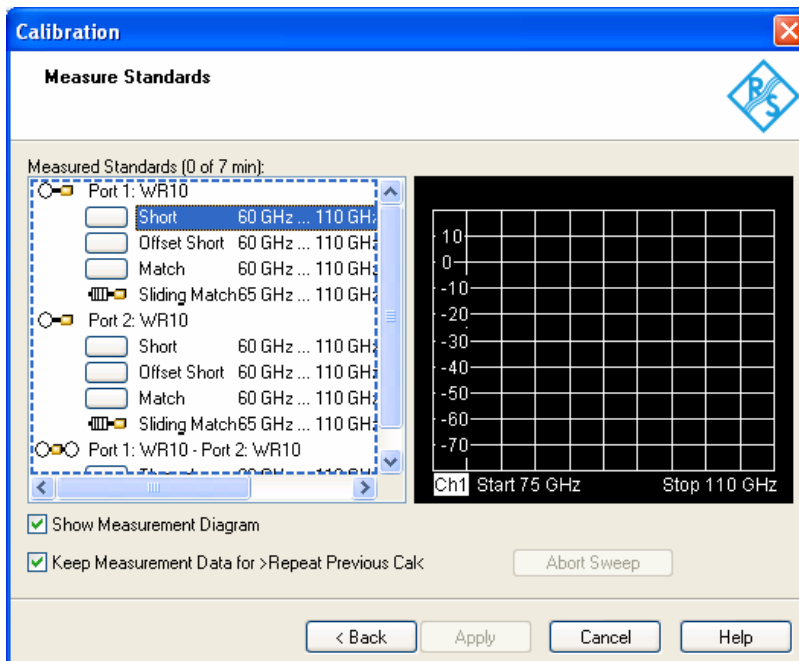 Calibration
Measure Standards
R S
Measured Standards (0 of 7 min):
Port 1: WR10
Short 60 GHz ... 110 GHz
Offset Short 60 GHz ... 110 GHz
Match 60 GHz ... 110 GHz
Sliding Match 65 GHz ... 110 GHz
Port 2: WR10
Short 60 GHz ... 110 GHz
Offset Short 60 GHz ... 110 GHz
Match 60 GHz ... 110 GHz
Sliding Match 65 GHz ... 110 GHz
Port 1: WR10 - Port 2: WR10
10
0
-10
-20
-30
-40
-50
-60
-70
Ch1 Start 75 GHz Stop 110 GHz
Show Measurement Diagram
Keep Measurement Data for >Repeat Previous Cal<
Abort Sweep
< Back Apply Cancel Help